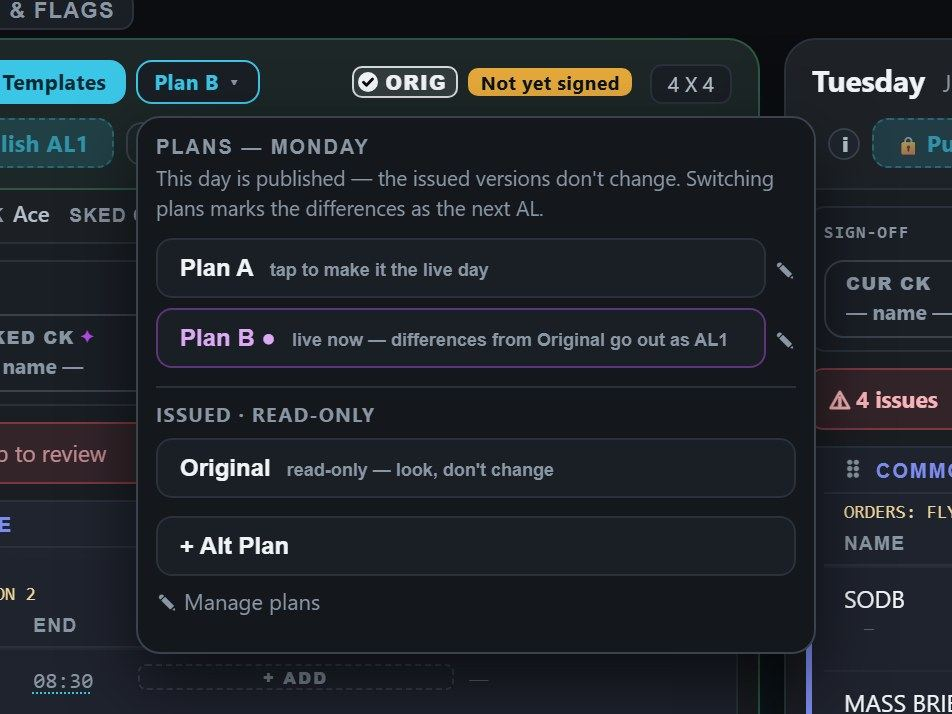 & FLAGS
Templates
Plan B
ORIG
Not yet signed
4 X 4
Tuesday
lish AL1
PLANS — MONDAY
This day is published — the issued versions don't change. Switching
plans marks the differences as the next AL.
Ace SKED
Plan A tap to make it the live day
Plan B live now — differences from Original go out as AL1
KED CK
name —
ISSUED · READ-ONLY
Original read-only — look, don't change
to review
+ Alt Plan
Manage plans
ON 2
END
08:30
+ ADD
—
i
SIGN-OFF
CUR CK
— name —
4 issues
COMMO
ORDERS: FLY
NAME
SODB
—
MASS BRIE